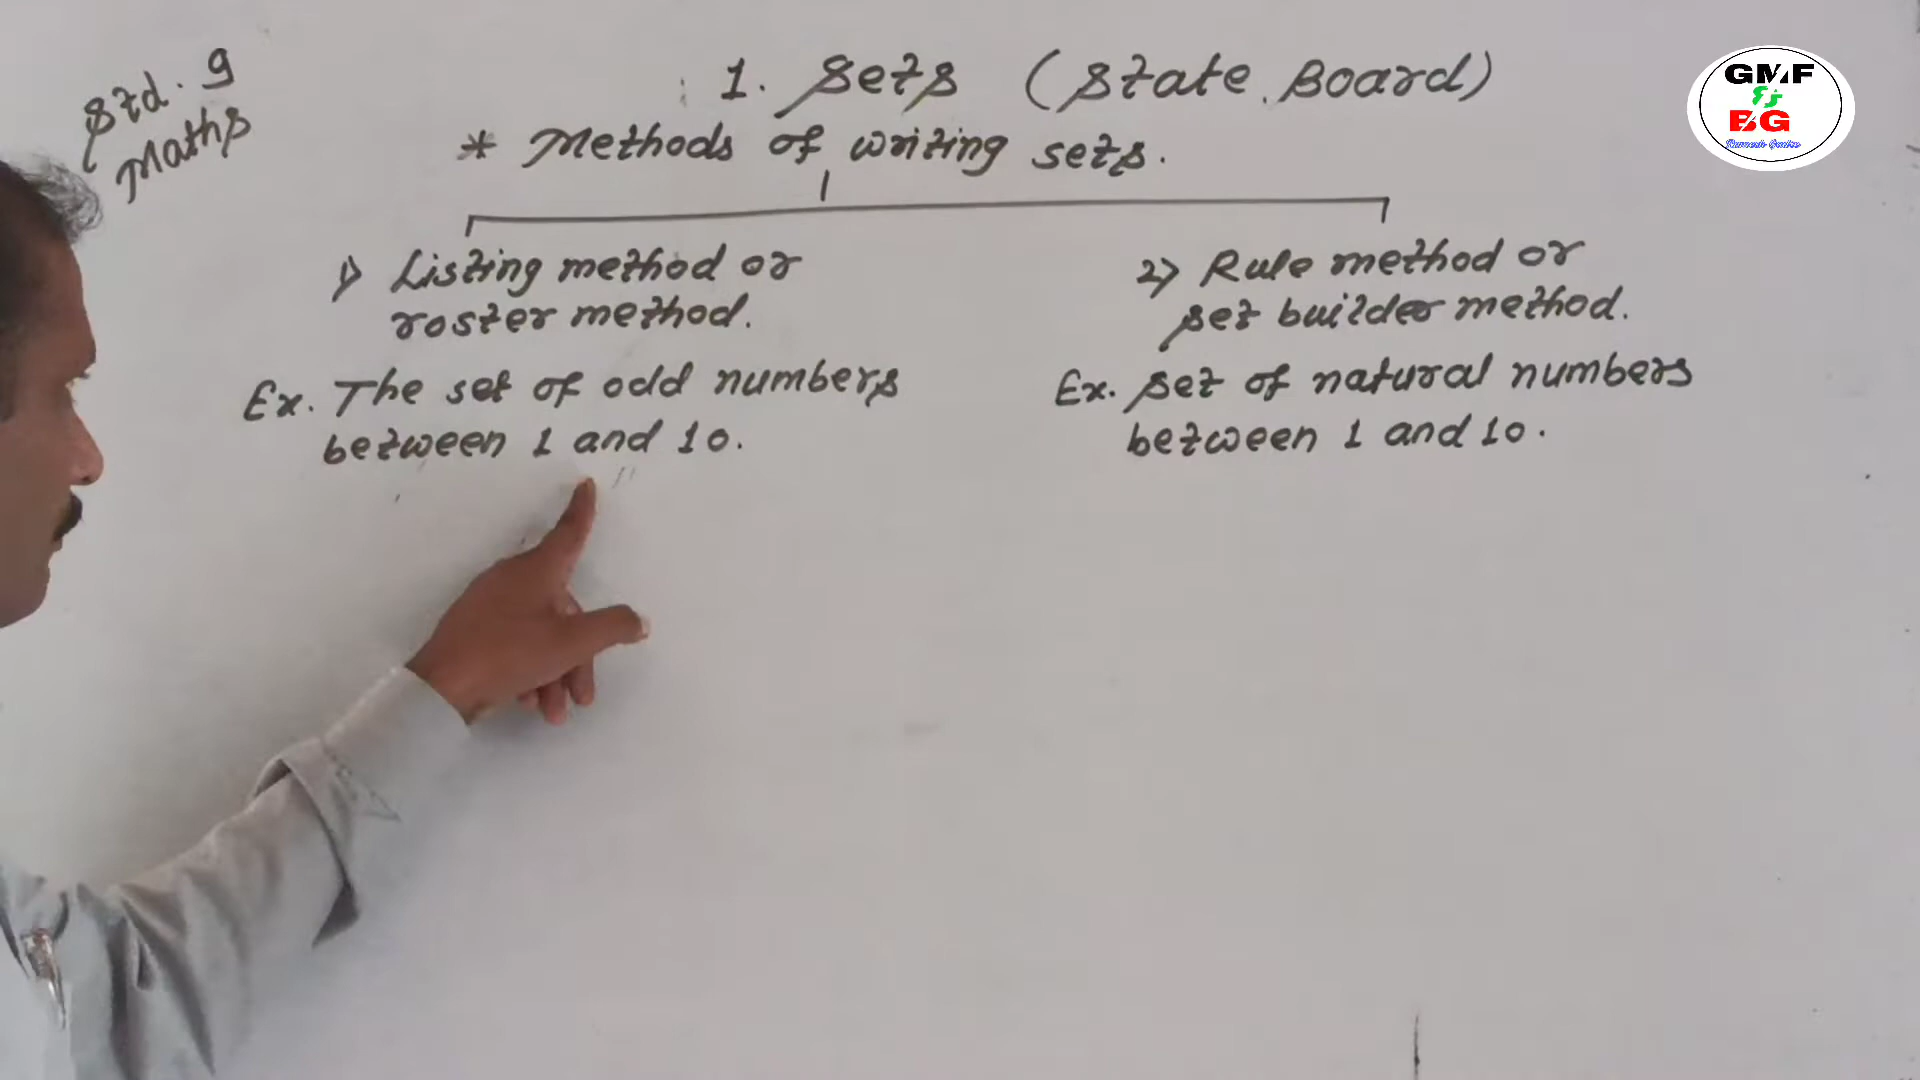 Std. 9
Maths
1. Sets (State Board)
* Methods of writing sets.
1) Listing method or
roster method.
Ex. The set of odd numbers
between 1 and 10.
2) Rule method or
set builder method.
Ex. Set of natural numbers
between 1 and 10.
GMF
BG